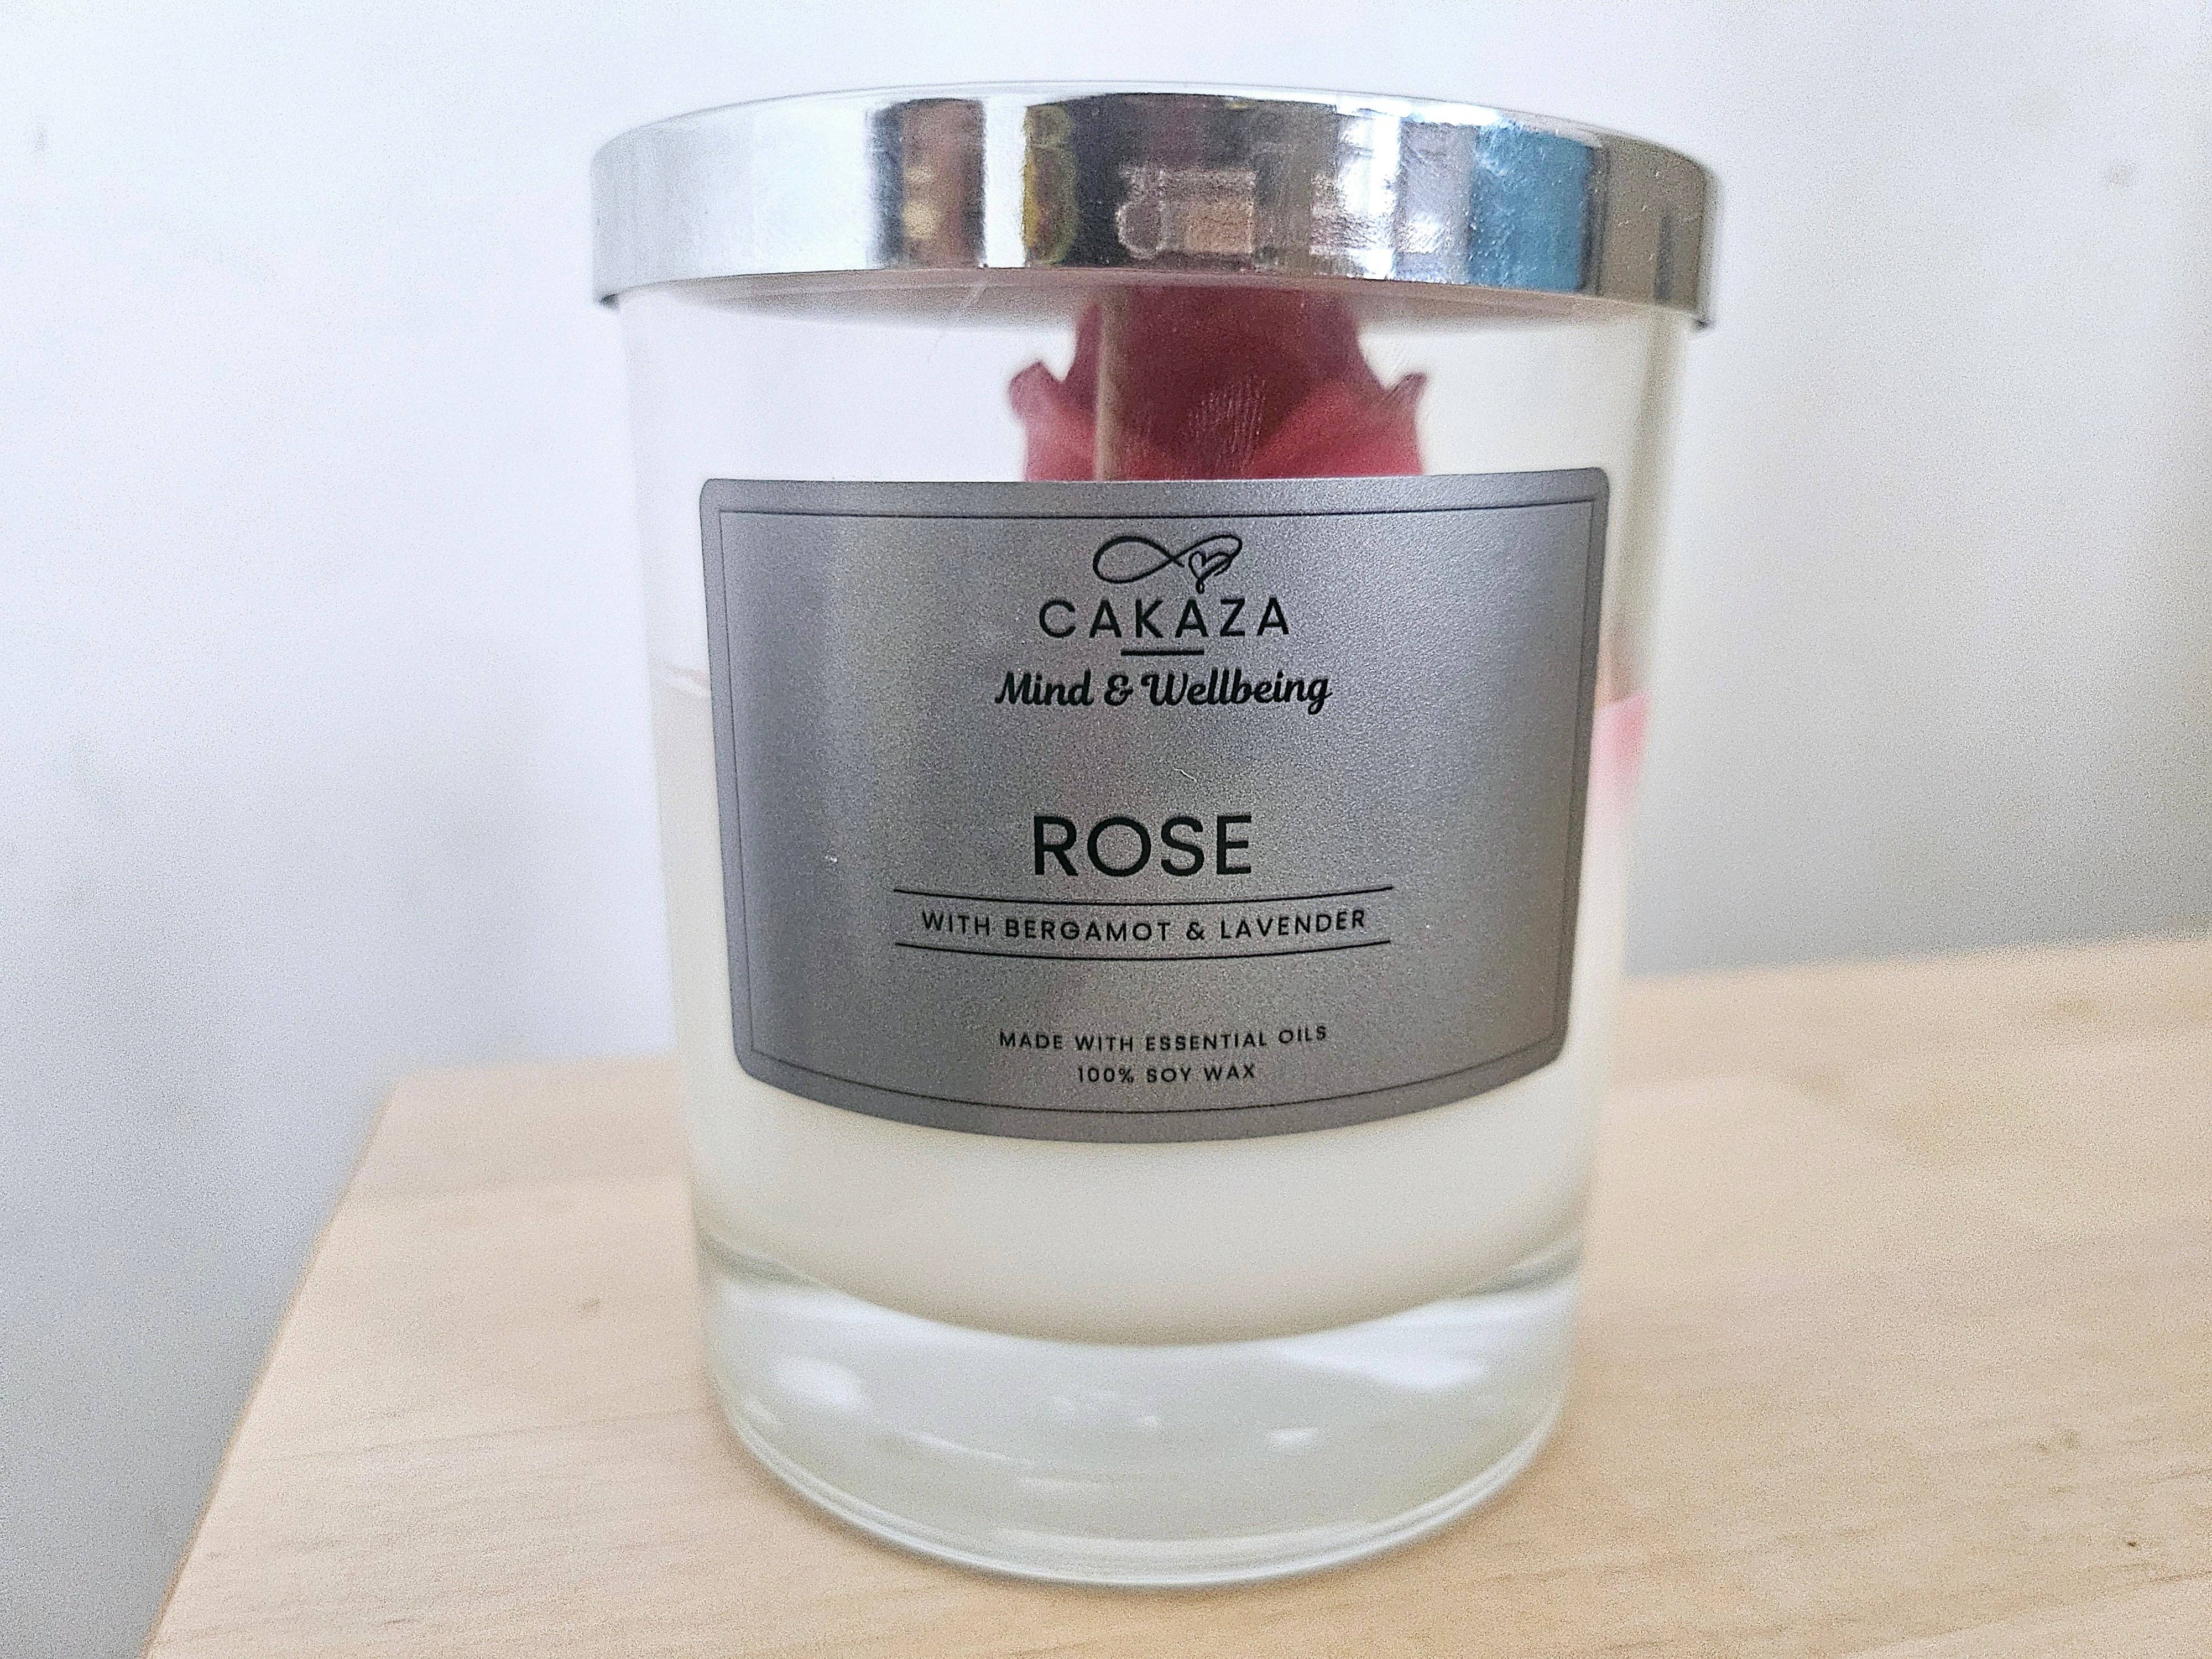 CAKAZA
Mind & Wellbeing
ROSE
WITH BERGAMOT & LAVENDER
MADE WITH ESSENTIAL OILS
100% SOY WAX